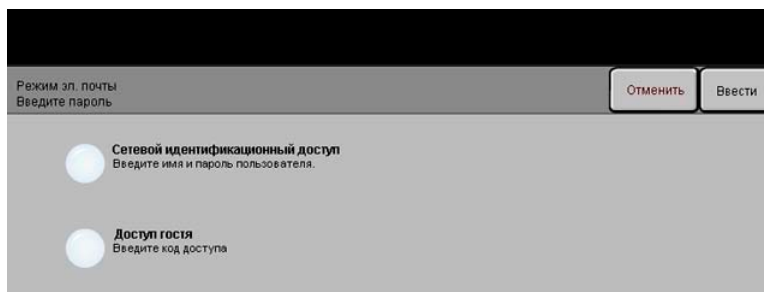 Режим эл. почты
Введите пароль
Отменить
Ввести
Сетевой идентификационный доступ
Введите имя и пароль пользователя.
Доступ гостя
Введите код доступа